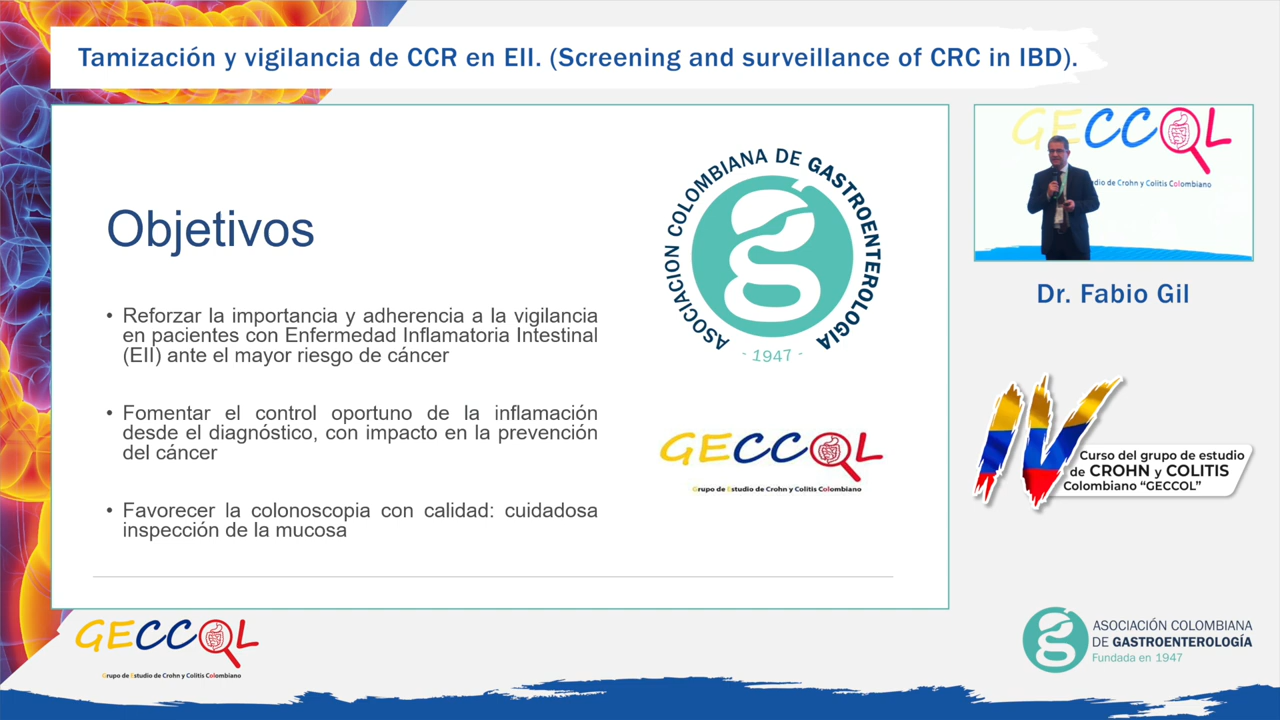 Tamización y vigilancia de CCR en EII. (Screening and surveillance of CRC in IBD).
Objetivos
• Reforzar la importancia y adherencia a la vigilancia
en pacientes con Enfermedad Inflamatoria Intestinal
(EII) ante el mayor riesgo de cáncer
• Fomentar el control oportuno de la inflamación
desde el diagnóstico, con impacto en la prevención
del cáncer
• Favorecer la colonoscopia con calidad: cuidadosa
inspección de la mucosa
ASOCIACION COLOMBIANA DE GASTROENTEROLOGÍA
- 1947 -
GECCOL
Grupo de Estudio de Crohn y Colitis Colombiano
GECCOL
dio de Crohn y Colitis Colombiano
Dr. Fabio Gil
IV
Curso del grupo de estudio
de CROHN y COLITIS
Colombiano “GECCOL”
GECCOL
Grupo de Estudio de Crohn y Colitis Colombiano
ASOCIACIÓN COLOMBIANA
DE GASTROENTEROLOGÍA
Fundada en 1947